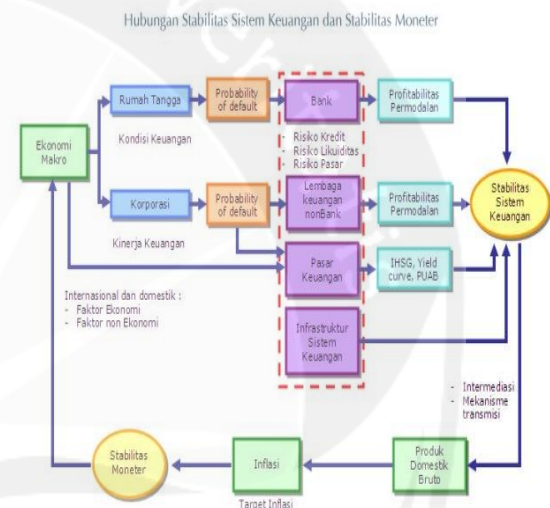 Hubungan Stabilitas Sistem Keuangan dan Stabilitas Moneter
Rumah Tangga
Probability
of default
Bank
Profitabilitas
Permodalan
Kondisi Keuangan
- Risiko Kredit
- Risiko Likuiditas
- Risiko Pasar
Ekonomi
Makro
Korporasi
Probability
of default
Lembaga
keuangan
nonBank
Profitabilitas
Permodalan
Stabilitas
Sistem
Keuangan
Kinerja Keuangan
Pasar
Keuangan
IHSG, Yield
curve, PUAB
Internasional dan domestik :
- Faktor Ekonomi
- Faktor non Ekonomi
Infrastruktur
Sistem
Keuangan
- Intermediasi
- Mekanisme
transmisi
Stabilitas
Moneter
Inflasi
Produk
Domestik
Bruto
Target Inflasi